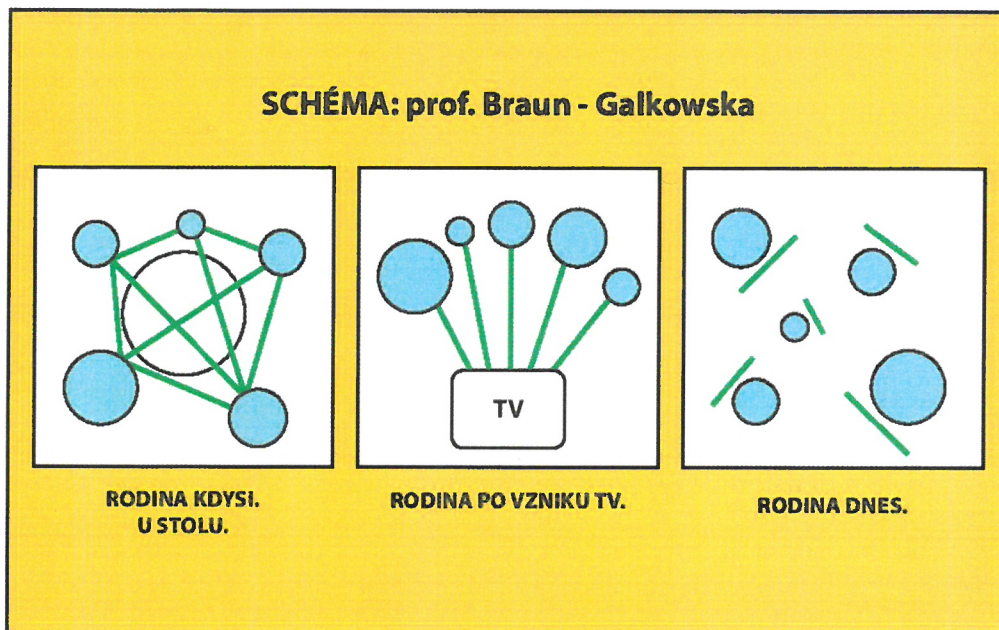 SCHÉMA: prof. Braun - Galkowska
TV
RODINA KDYSI.
U STOLU.
RODINA PO VZNIKU TV.
RODINA DNES.